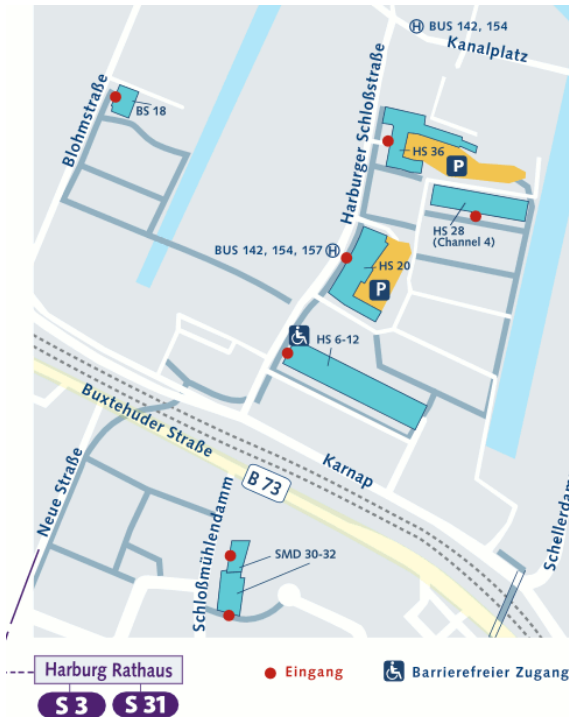 BUS 142, 154
Kanalplatz
Blohmstraße
BS 18
Harburger Schloßstraße
HS 36
P
HS 28
(Channel 4)
BUS 142, 154, 157
HS 20
P
HS 6-12
Buxtehuder Straße
Karnap
B 73
Neue Straße
Schloßmühlendamm
Schellerdam
SMD 30-32
Harburg Rathaus
Eingang
Barrierefreier Zugang
S 3
S 31
H
H